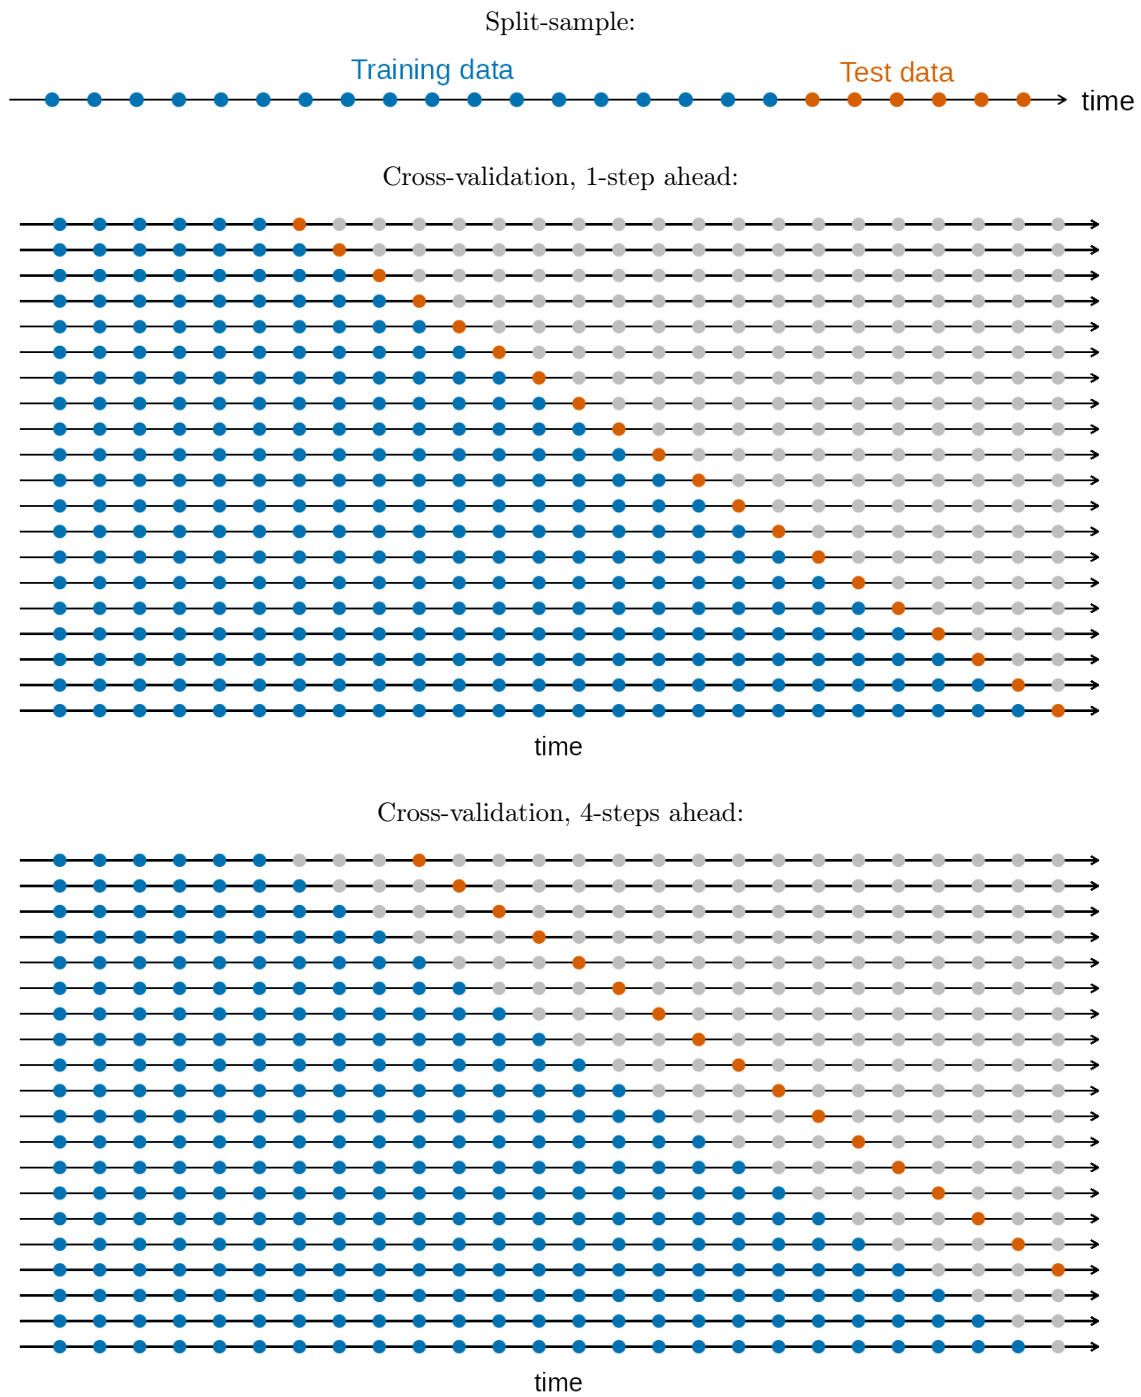 Split-sample:
Training data
Test data
time
Cross-validation, 1-step ahead:
time
Cross-validation, 4-steps ahead:
time